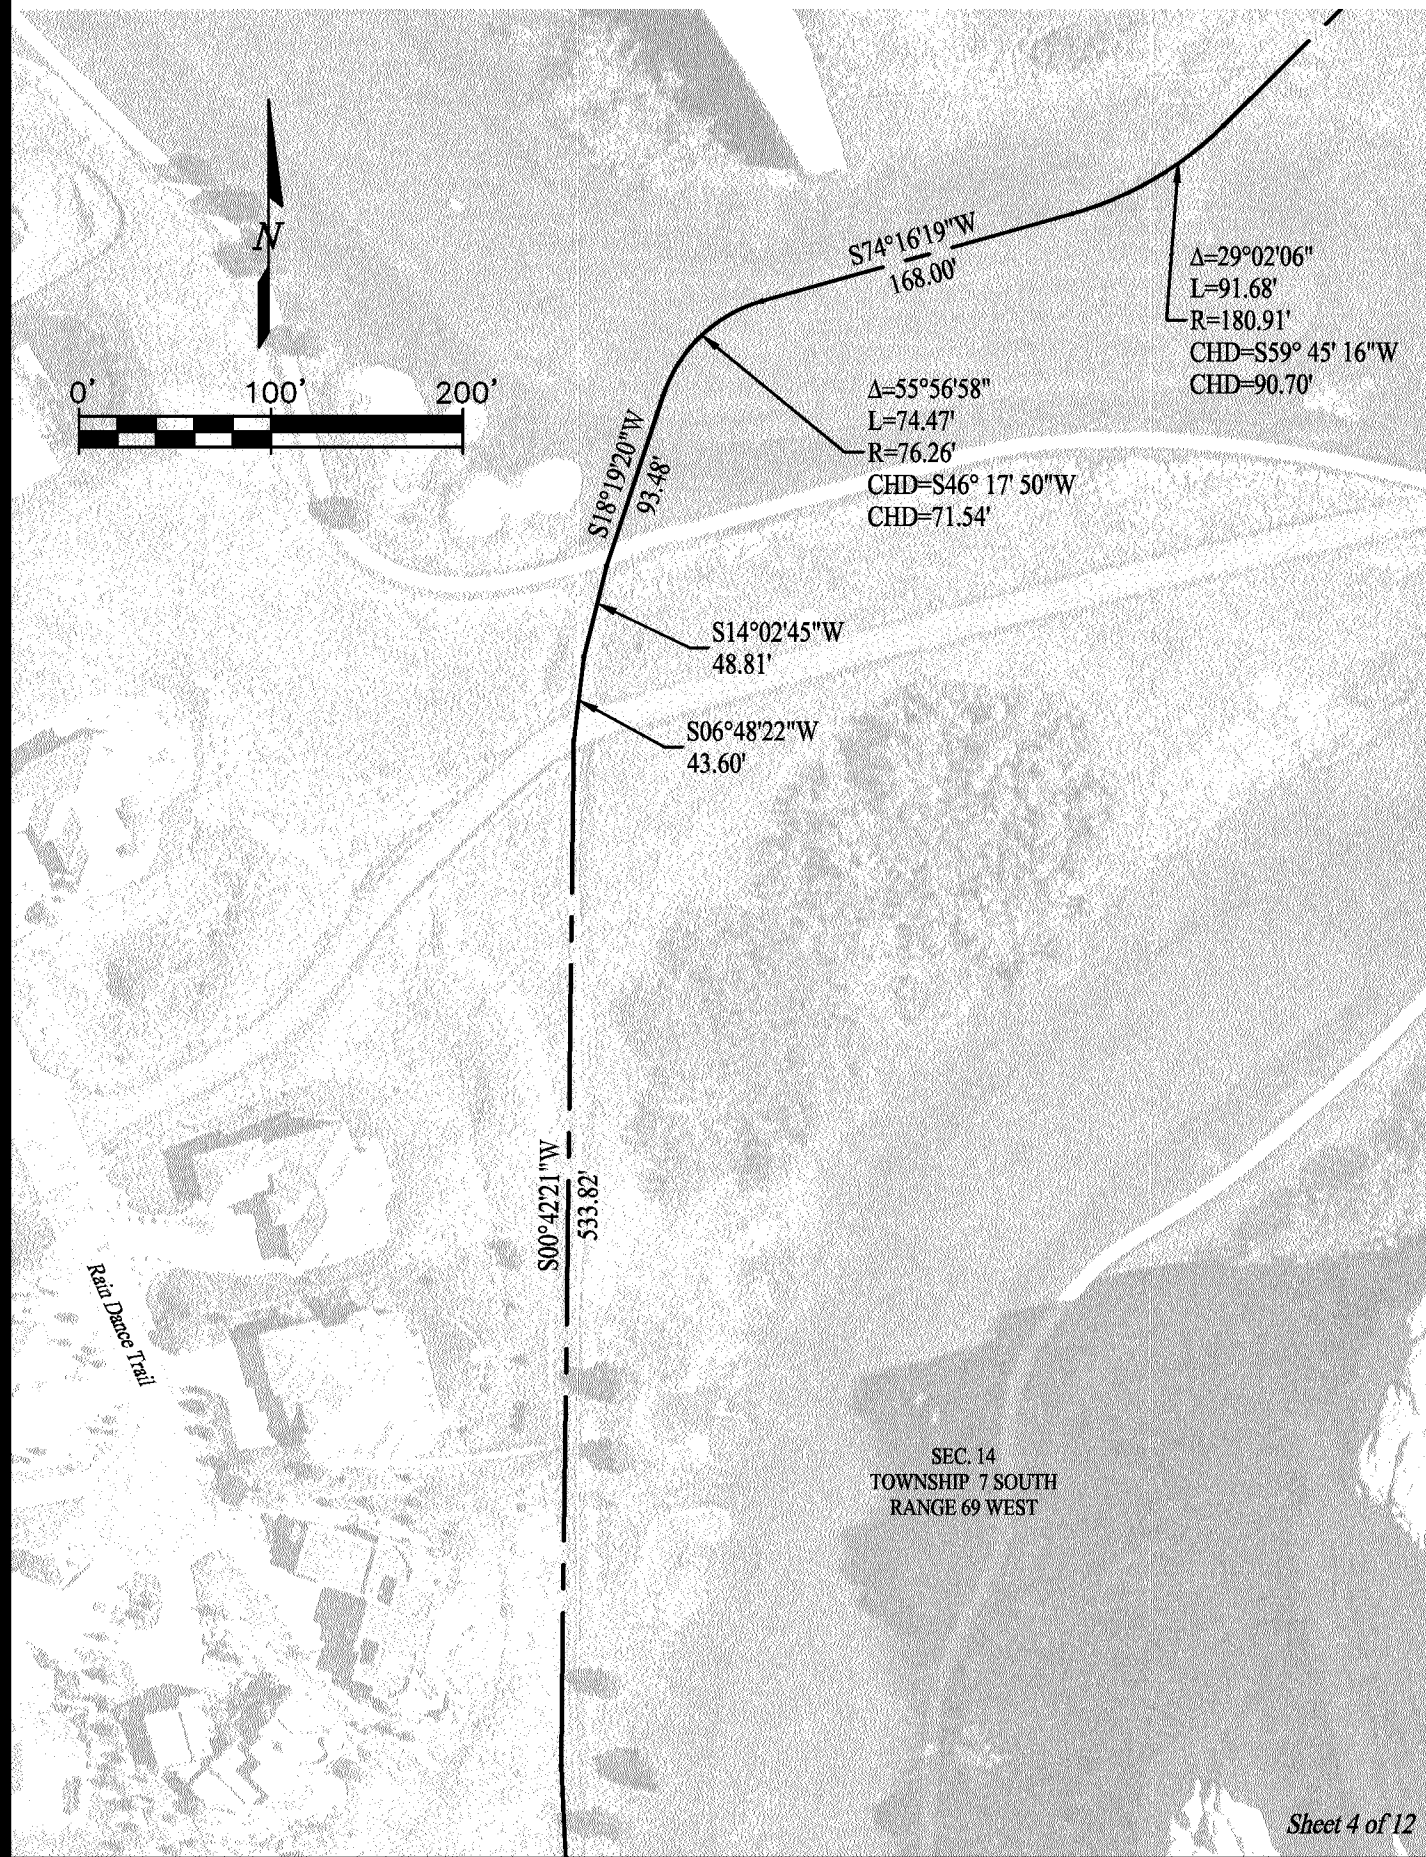 N
0' 100' 200'
S74°16'19"W
168.00'
Δ=29°02'06"
L=91.68'
R=180.91'
CHD=S59° 45' 16"W
CHD=90.70'
Δ=55°56'58"
L=74.47'
R=76.26'
CHD=S46° 17' 50"W
CHD=71.54'
S18°19'20"W
93.48'
S14°02'45"W
48.81'
S06°48'22"W
43.60'
S00°42'21"W
533.82'
Rain Dance Trail
SEC. 14
TOWNSHIP 7 SOUTH
RANGE 69 WEST
Sheet 4 of 12